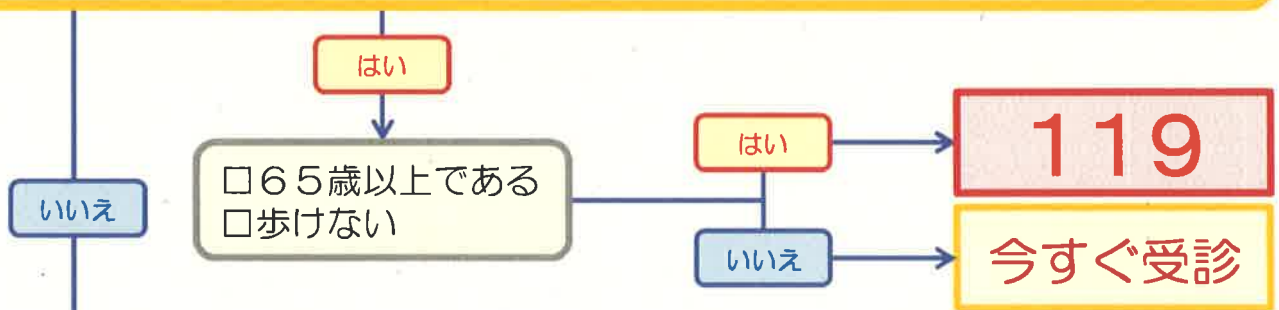 はい
はい
119
□65歳以上である
□歩けない
いいえ
いいえ
今すぐ受診